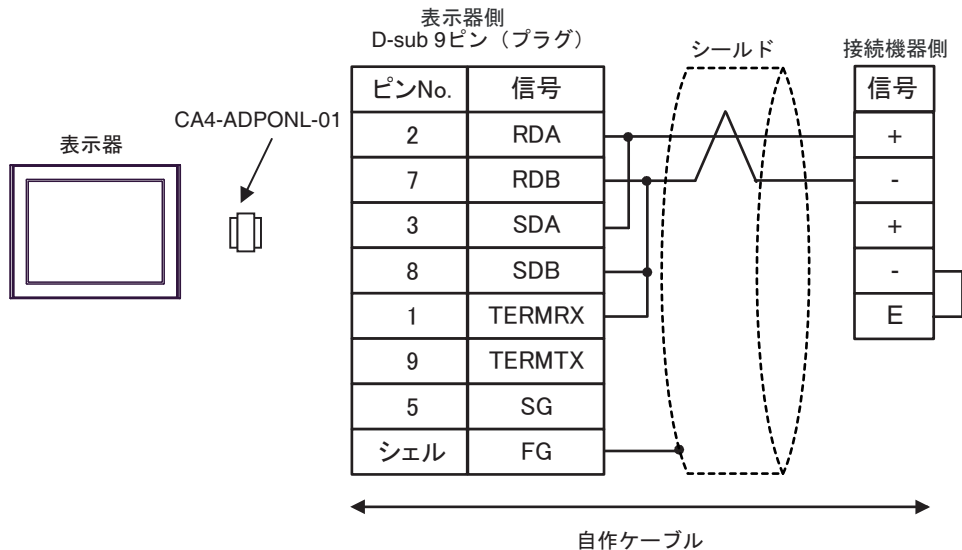 表示器側
D-sub 9ピン（プラグ）
シールド
接続機器側
CA4-ADPONL-01
表示器
ピンNo. 信号
2 RDA
7 RDB
3 SDA
8 SDB
1 TERMRX
9 TERMTX
5 SG
シェル FG
信号
+
-
+
-
E
自作ケーブル